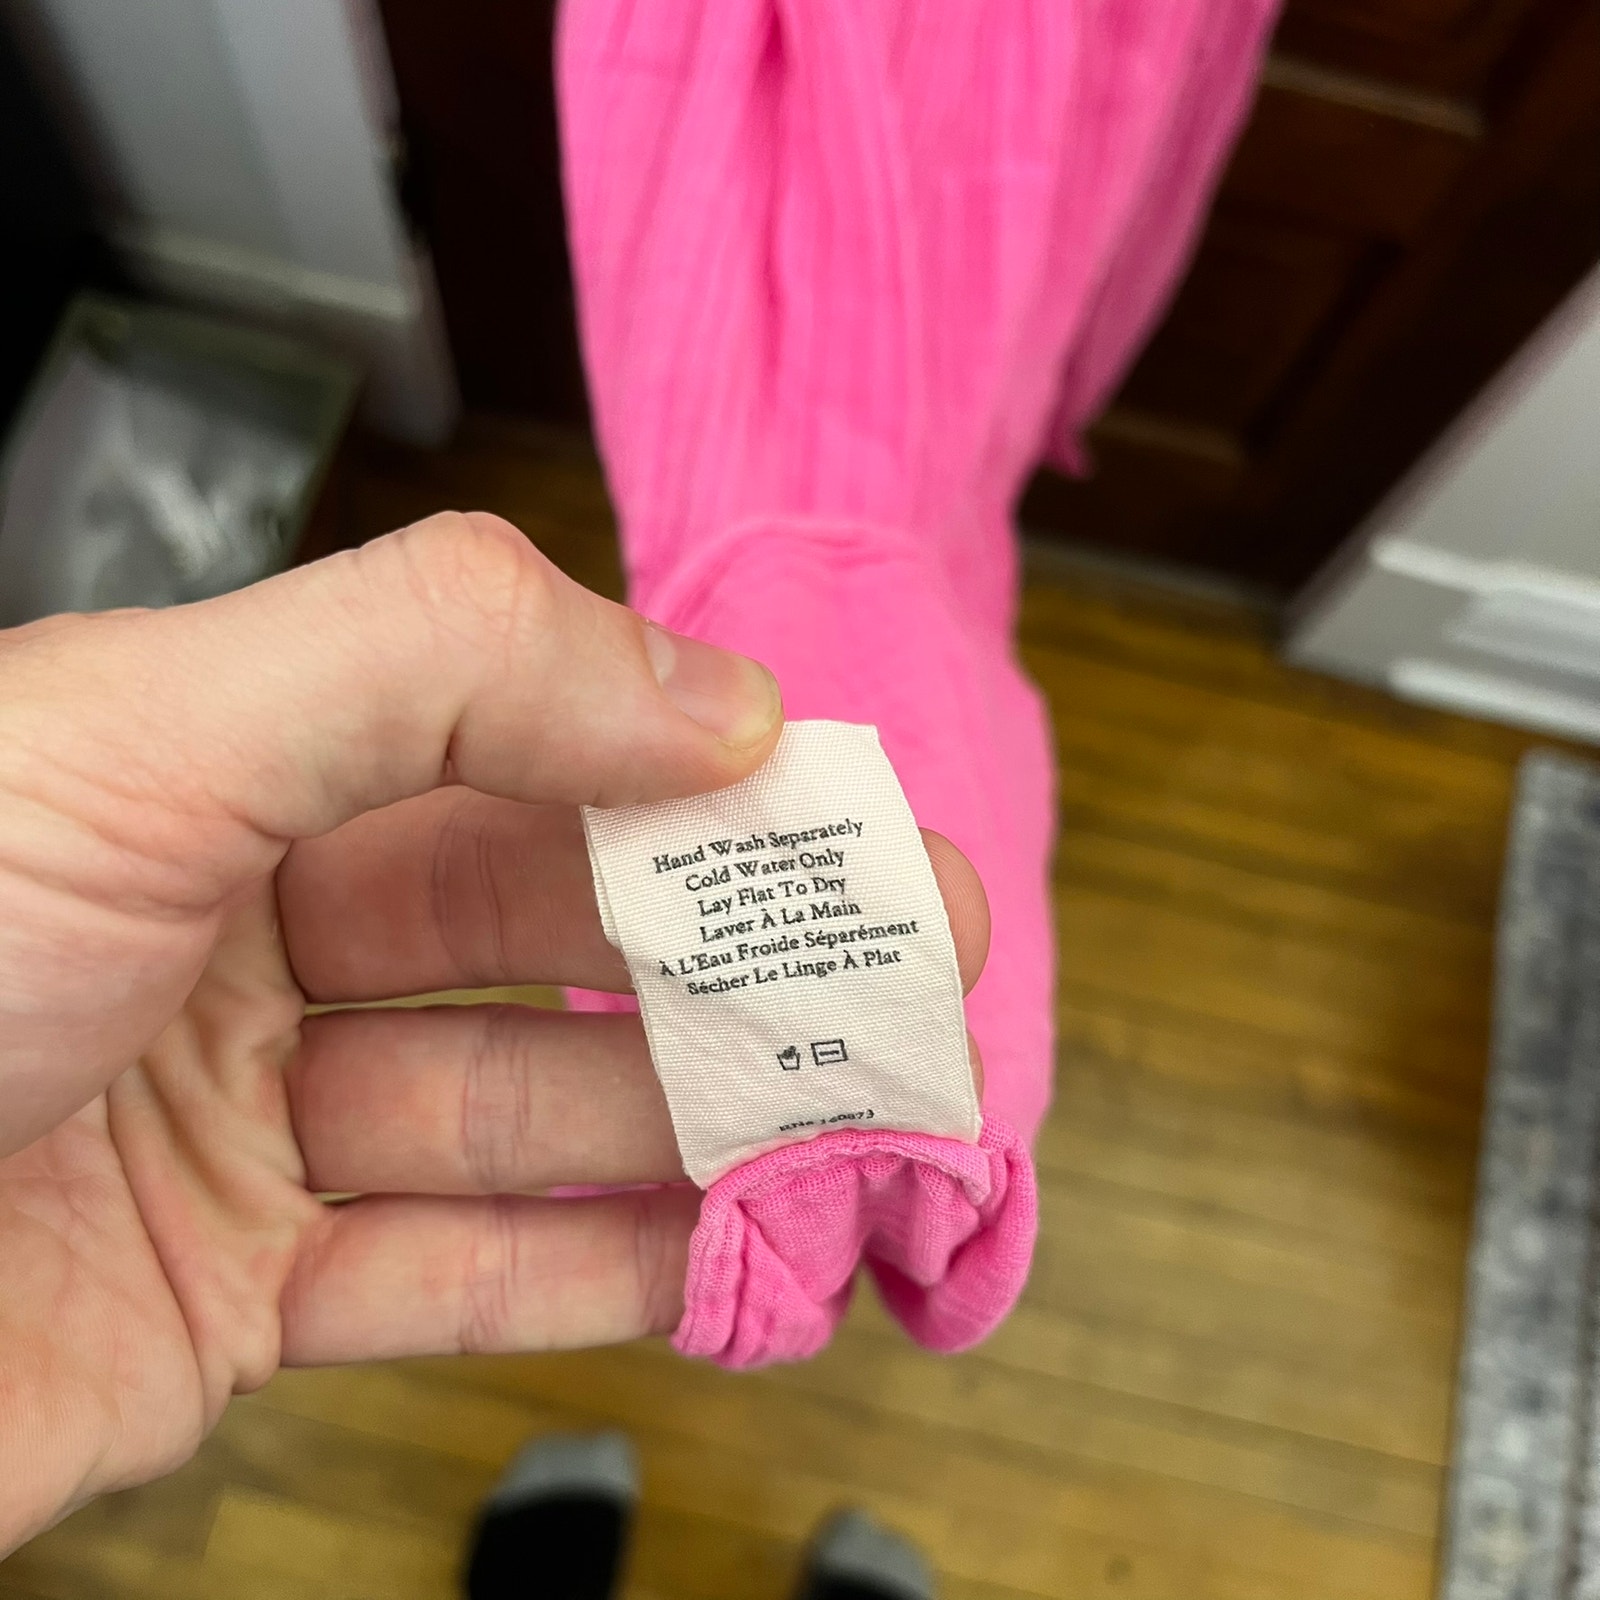 Hand Wash Separately
Cold Water Only
Lay Flat To Dry
Laver À La Main
À L'Eau Froide Séparément
Sécher Le Linge À Plat